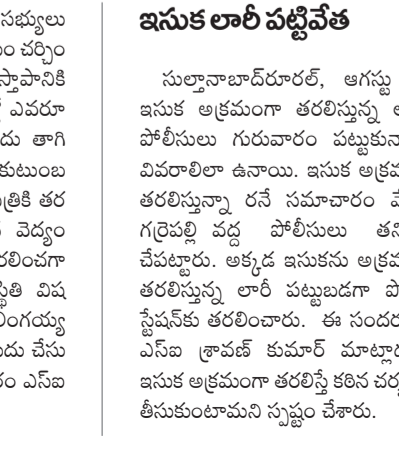 సభ్యులు
చర్చిం
స్తాపానికి
ఎవరూ
దు తాగి
కుటుంబ
త్రికి తర
వైద్యం
రలించగా
స్థితి విష
లింగయ్య
దు చేసు
ం ఎస్ఐ
ఇసుక లారీ పట్టివేత
సుల్తానాబాద్‌రూరల్, ఆగస్టు
ఇసుక అక్రమంగా తరలిస్తున్న
పోలీసులు గురువారం పట్టుకున్నా
వివరాలిలా ఉనాయి. ఇసుక అక్రమ
తరలిస్తున్నా రనే సమాచారం మే
గర్రెపల్లి వద్ద పోలీసులు తని
చేపట్టారు. అక్కడ ఇసుకను అక్రమ
తరలిస్తున్న లారీ పట్టుబడగా పో
స్టేషన్‌కు తరలించారు. ఈ సందర
ఎస్ఐ శ్రావణ్ కుమార్ మాట్లాడ
ఇసుక అక్రమంగా తరలిస్తే కఠిన చర్య
తీసుకుంటామని స్పష్టం చేశారు.